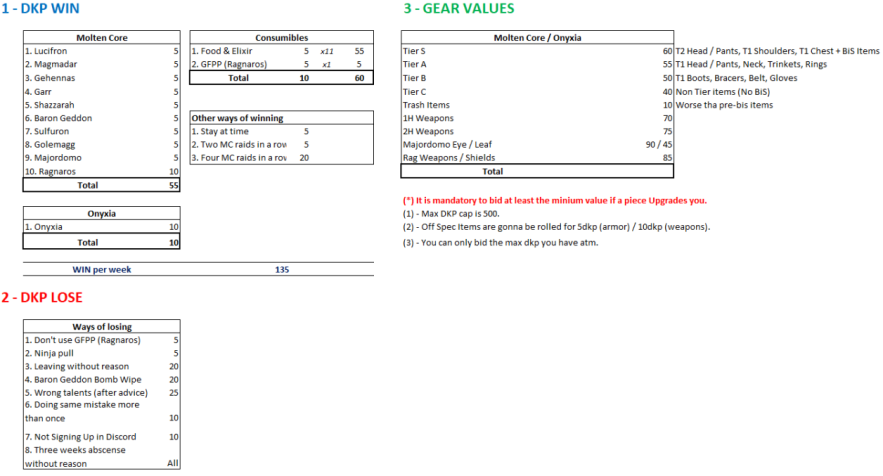 1 - DKP WIN
Molten Core
1. Lucifron 5
2. Magmadar 5
3. Gehennas 5
4. Garr 5
5. Shazzarah 5
6. Baron Geddon 5
7. Sulfuron 5
8. Golemagg 5
9. Majordomo 5
10. Ragnaros 10
Total 55
Consumibles
1. Food & Elixir 5 x11 55
2. GFPP (Ragnaros) 5 x1 5
Total 10 60
Other ways of winning
1. Stay at time 5
2. Two MC raids in a row 5
3. Four MC raids in a rov 20
Onyxia
1. Onyxia 10
Total 10
WIN per week 135
2 - DKP LOSE
Ways of losing
1. Don't use GFPP (Ragnaros) 5
2. Ninja pull 5
3. Leaving without reason 20
4. Baron Geddon Bomb Wipe 20
5. Wrong talents (after advice) 25
6. Doing same mistake more
than once 10
7. Not Signing Up in Discord 10
8. Three weeks abscense
without reason All
3 - GEAR VALUES
Molten Core / Onyxia
Tier S 60 T2 Head / Pants, T1 Shoulders, T1 Chest + BiS Items
Tier A 55 T1 Head / Pants, Neck, Trinkets, Rings
Tier B 50 T1 Boots, Bracers, Belt, Gloves
Tier C 40 Non Tier items (No BiS)
Trash Items 10 Worse tha pre-bis items
1H Weapons 70
2H Weapons 75
Majordomo Eye / Leaf 90 / 45
Rag Weapons / Shields 85
Total
(*) It is mandatory to bid at least the minium value if a piece Upgrades you.
(1) - Max DKP cap is 500.
(2) - Off Spec Items are gonna be rolled for 5dkp (armor) / 10dkp (weapons).
(3) - You can only bid the max dkp you have atm.